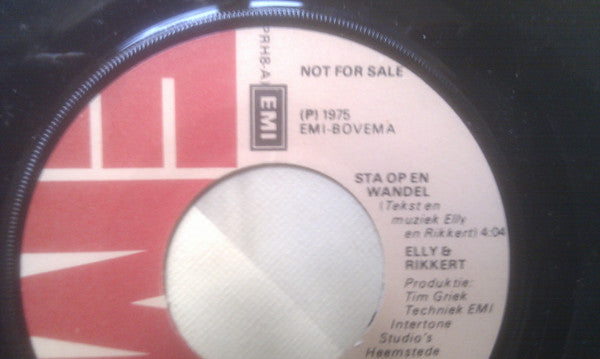 PRHB-A
EMI
NOT FOR SALE
(P) 1975
EMI-BOVEMA
STA OP EN
WANDEL
(Tekst en
muziek Elly
en Rikkert) 4:04
ELLY &
RIKKERT
Produktie:
Tim Griek
Techniek EMI
Intertone
Studio's
Heemstede